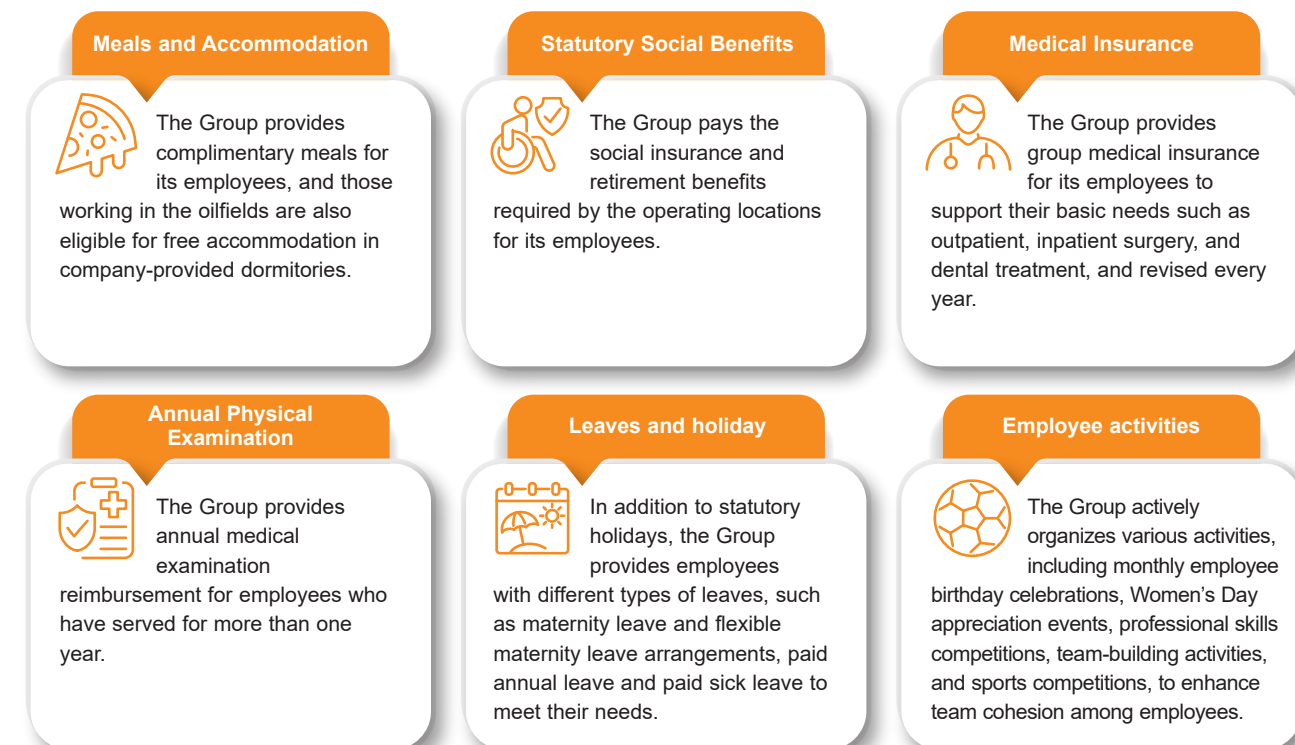 Meals and Accommodation
The Group provides
complimentary meals for
its employees, and those
working in the oilfields are also
eligible for free accommodation in
company-provided dormitories.
Statutory Social Benefits
The Group pays the
social insurance and
retirement benefits
required by the operating locations
for its employees.
Medical Insurance
The Group provides
group medical insurance
for its employees to
support their basic needs such as
outpatient, inpatient surgery, and
dental treatment, and revised every
year.
Annual Physical
Examination
The Group provides
annual medical
examination
reimbursement for employees who
have served for more than one
year.
Leaves and holiday
In addition to statutory
holidays, the Group
provides employees
with different types of leaves, such
as maternity leave and flexible
maternity leave arrangements, paid
annual leave and paid sick leave to
meet their needs.
Employee activities
The Group actively
organizes various activities,
including monthly employee
birthday celebrations, Women’s Day
appreciation events, professional skills
competitions, team-building activities,
and sports competitions, to enhance
team cohesion among employees.